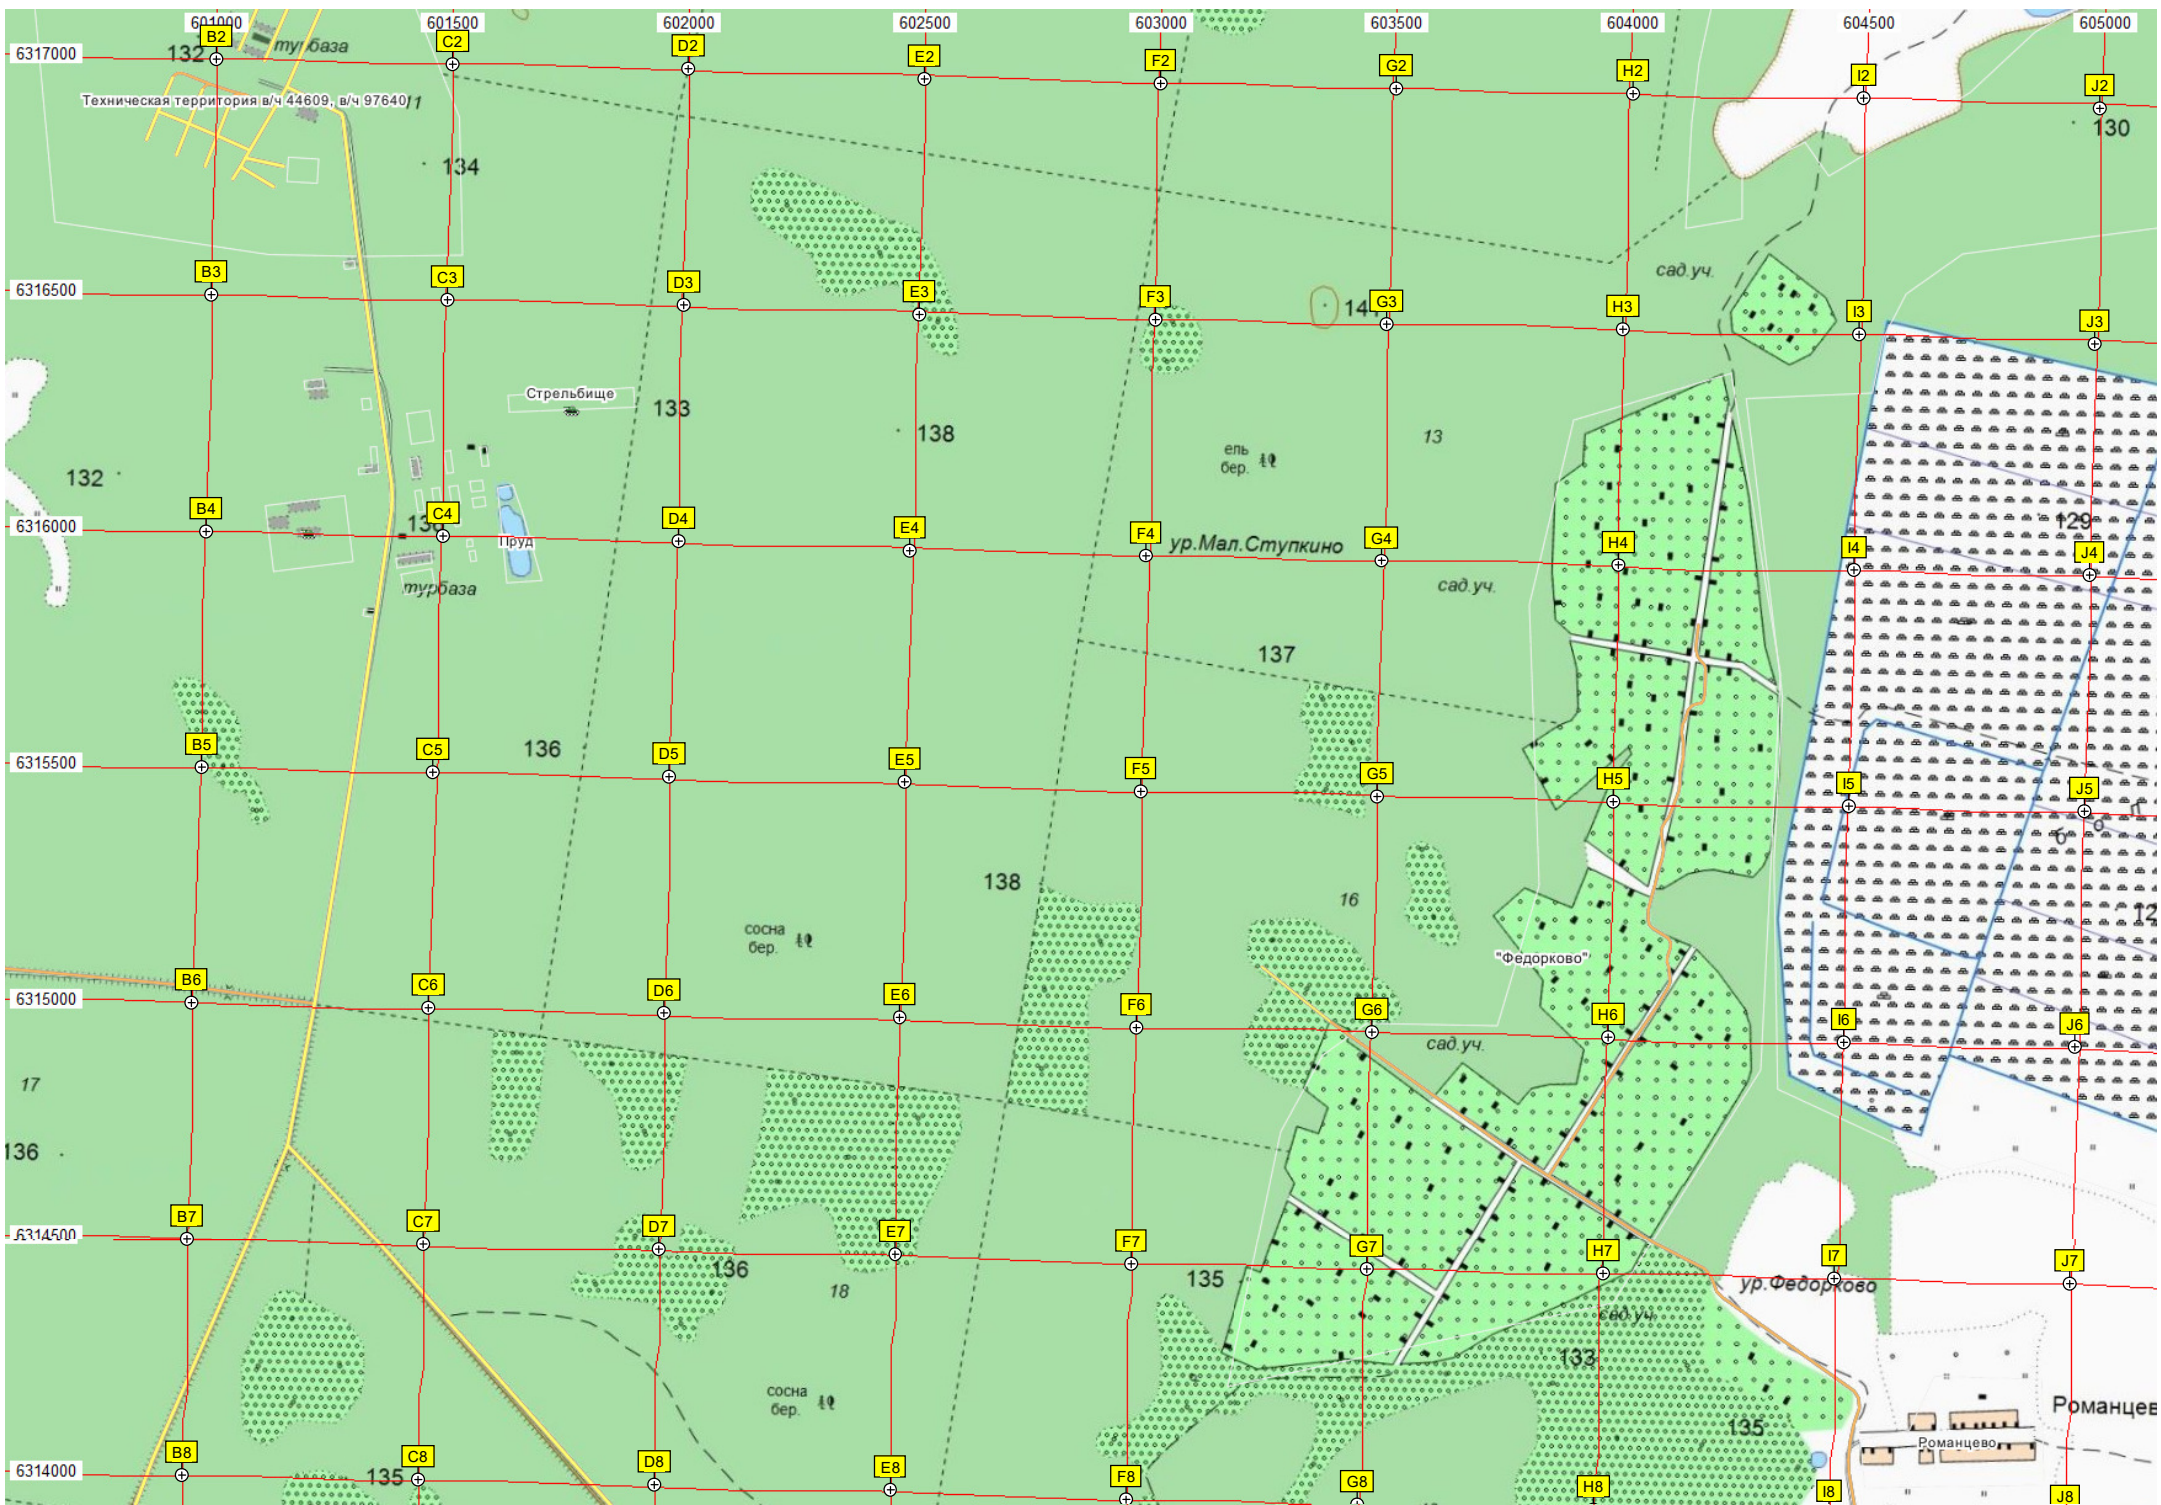 601000 601500 602000 602500 603000 603500 604000 604500 605000
6317000 B2 C2 D2 E2 F2 G2 H2 I2 J2
132 турбаза
Техническая территория в/ч 44609, в/ч 97640 11
130
134
сад.уч.
6316500 B3 C3 D3 E3 F3 G3 H3 I3 J3
Стрельбище
133
138
13
ель
бер.
132
129
6316000 B4 C4 D4 E4 F4 G4 H4 I4 J4
Пруд
ур.Мал.Ступкино
турбаза
сад.уч.
137
136
6315500 B5 C5 D5 E5 F5 G5 H5 I5 J5
б о л
138
16
12
сосна
бер.
"Федорково"
6315000 B6 C6 D6 E6 F6 G6 H6 I6 J6
сад.уч.
17
136
6314500 B7 C7 D7 E7 F7 G7 H7 I7 J7
136
135
18
ур.Федорково
сад.уч.
133
сосна
бер.
135
Романцев
Романцево
6314000 B8 C8 D8 E8 F8 G8 H8 I8 J8
135